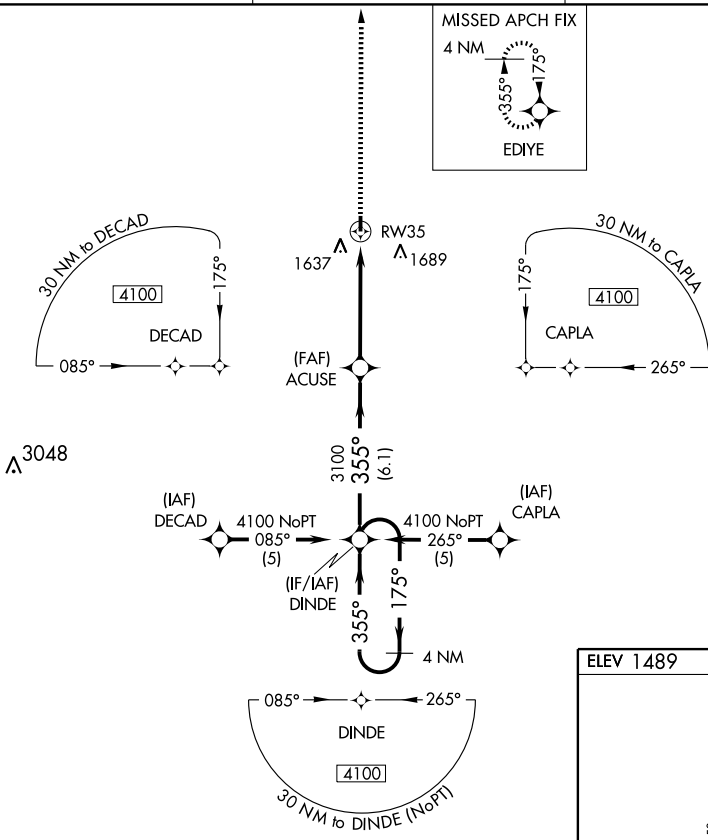 MISSED APCH FIX
4 NM
355°
175°
EDIYE
RW35
1637
1689
30 NM to DECAD
4100
175°
DECAD
085°
30 NM to CAPLA
4100
175°
CAPLA
265°
(FAF)
ACUSE
3048
3100
355°
(6.1)
(IAF)
DECAD
4100 NoPT
085°
(5)
(IAF)
CAPLA
4100 NoPT
265°
(5)
(IF/IAF)
DINDE
355°
175°
4 NM
085°
265°
DINDE
4100
30 NM to DINDE (NoPT)
ELEV 1489